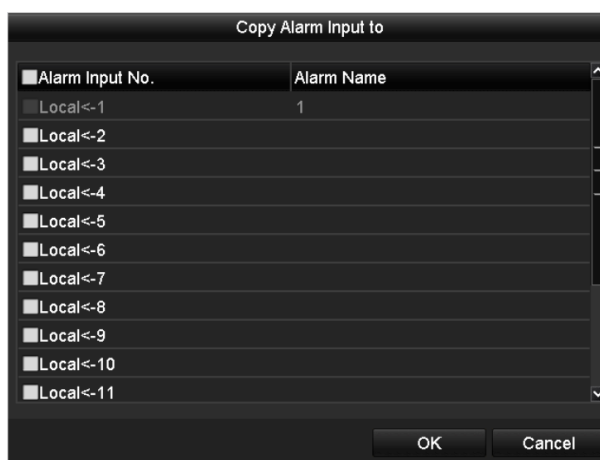 Copy Alarm Input to
Alarm Input No. Alarm Name
Local<-1 1
Local<-2
Local<-3
Local<-4
Local<-5
Local<-6
Local<-7
Local<-8
Local<-9
Local<-10
Local<-11
OK Cancel